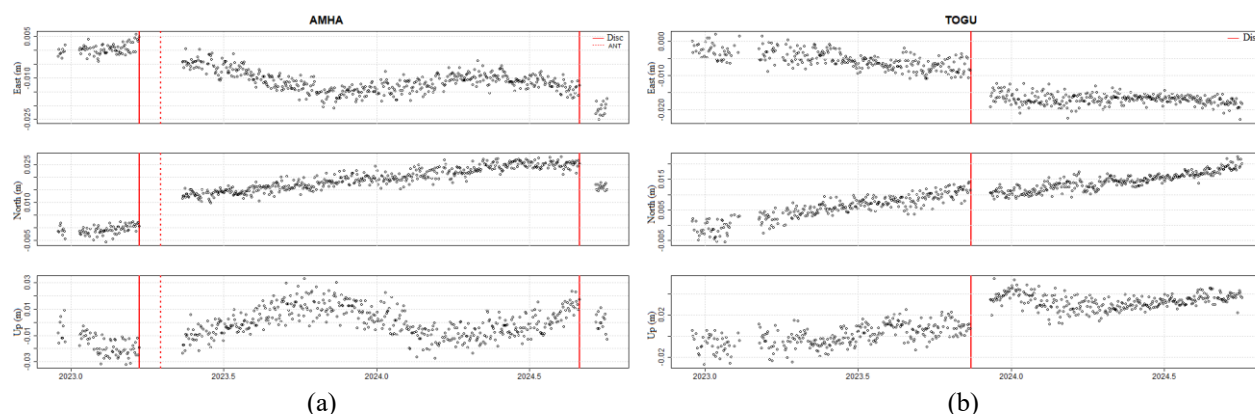 AMHA
East (m)
0.005
-0.010
-0.025
Disc
ANT
North (m)
0.025
0.010
-0.005
Up (m)
0.03
0.01
-0.01
-0.03
2023.0 2023.5 2024.0 2024.5
(a)
TOGU
East (m)
0.000
-0.010
-0.020
Dis
North (m)
0.015
0.005
-0.005
Up (m)
0.02
-0.02
2023.0 2023.5 2024.0 2024.5
(b)